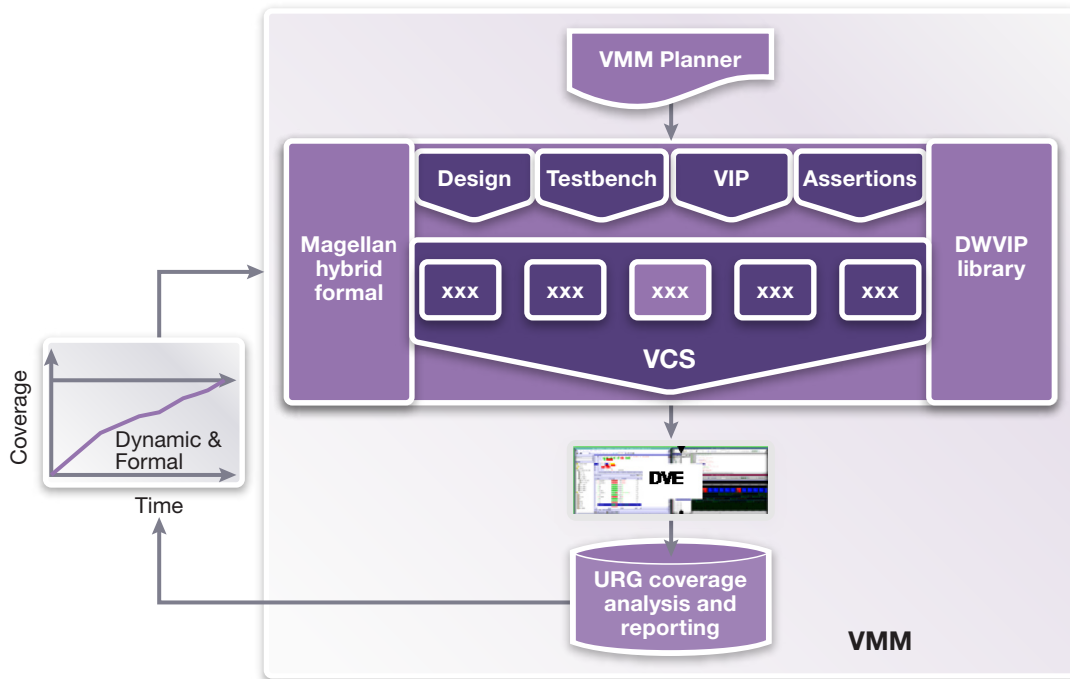 VMM Planner
Design
Testbench
VIP
Assertions
Magellan
hybrid
formal
DWVIP
library
xxx
xxx
xxx
xxx
xxx
VCS
Coverage
Dynamic &
Formal
Time
DVE
URG coverage
analysis and
reporting
VMM